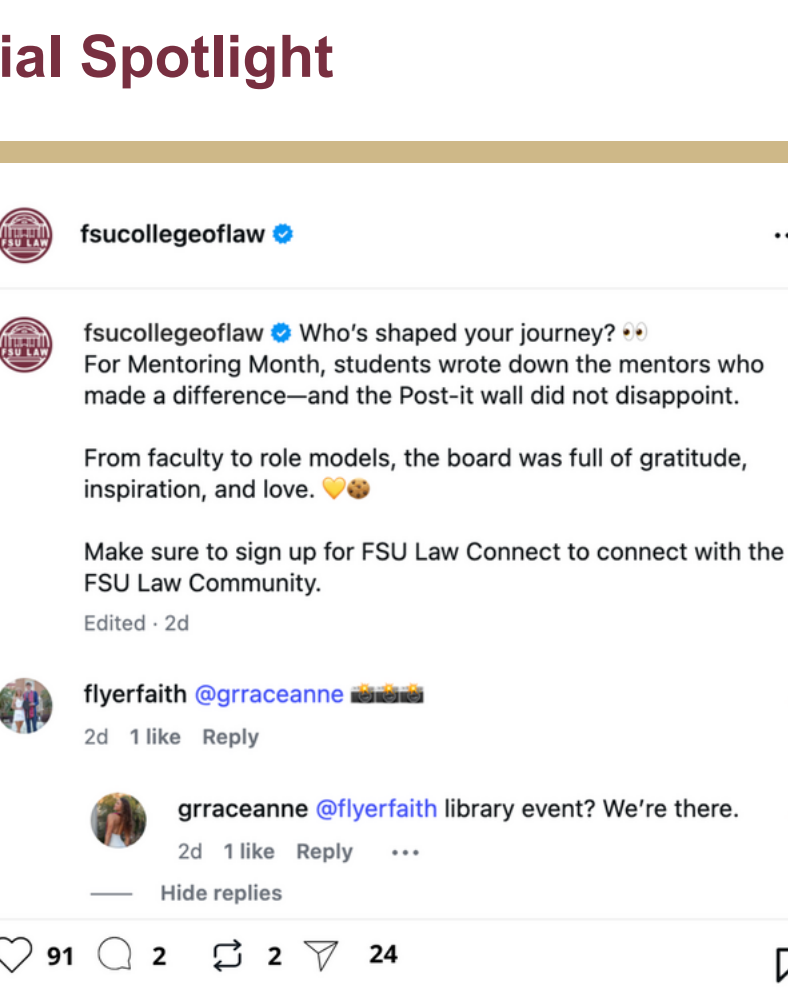 ial Spotlight
FSU LAW
fsucollegeoflaw
FSU LAW
fsucollegeoflaw Who’s shaped your journey? 👀
For Mentoring Month, students wrote down the mentors who
made a difference—and the Post-it wall did not disappoint.
From faculty to role models, the board was full of gratitude,
inspiration, and love. 💛🍪
Make sure to sign up for FSU Law Connect to connect with the
FSU Law Community.
Edited · 2d
flyerfaith @grraceanne 📸📸📸
2d 1 like Reply
grraceanne @flyerfaith library event? We’re there.
2d 1 like Reply •••
Hide replies
91 2 2 24